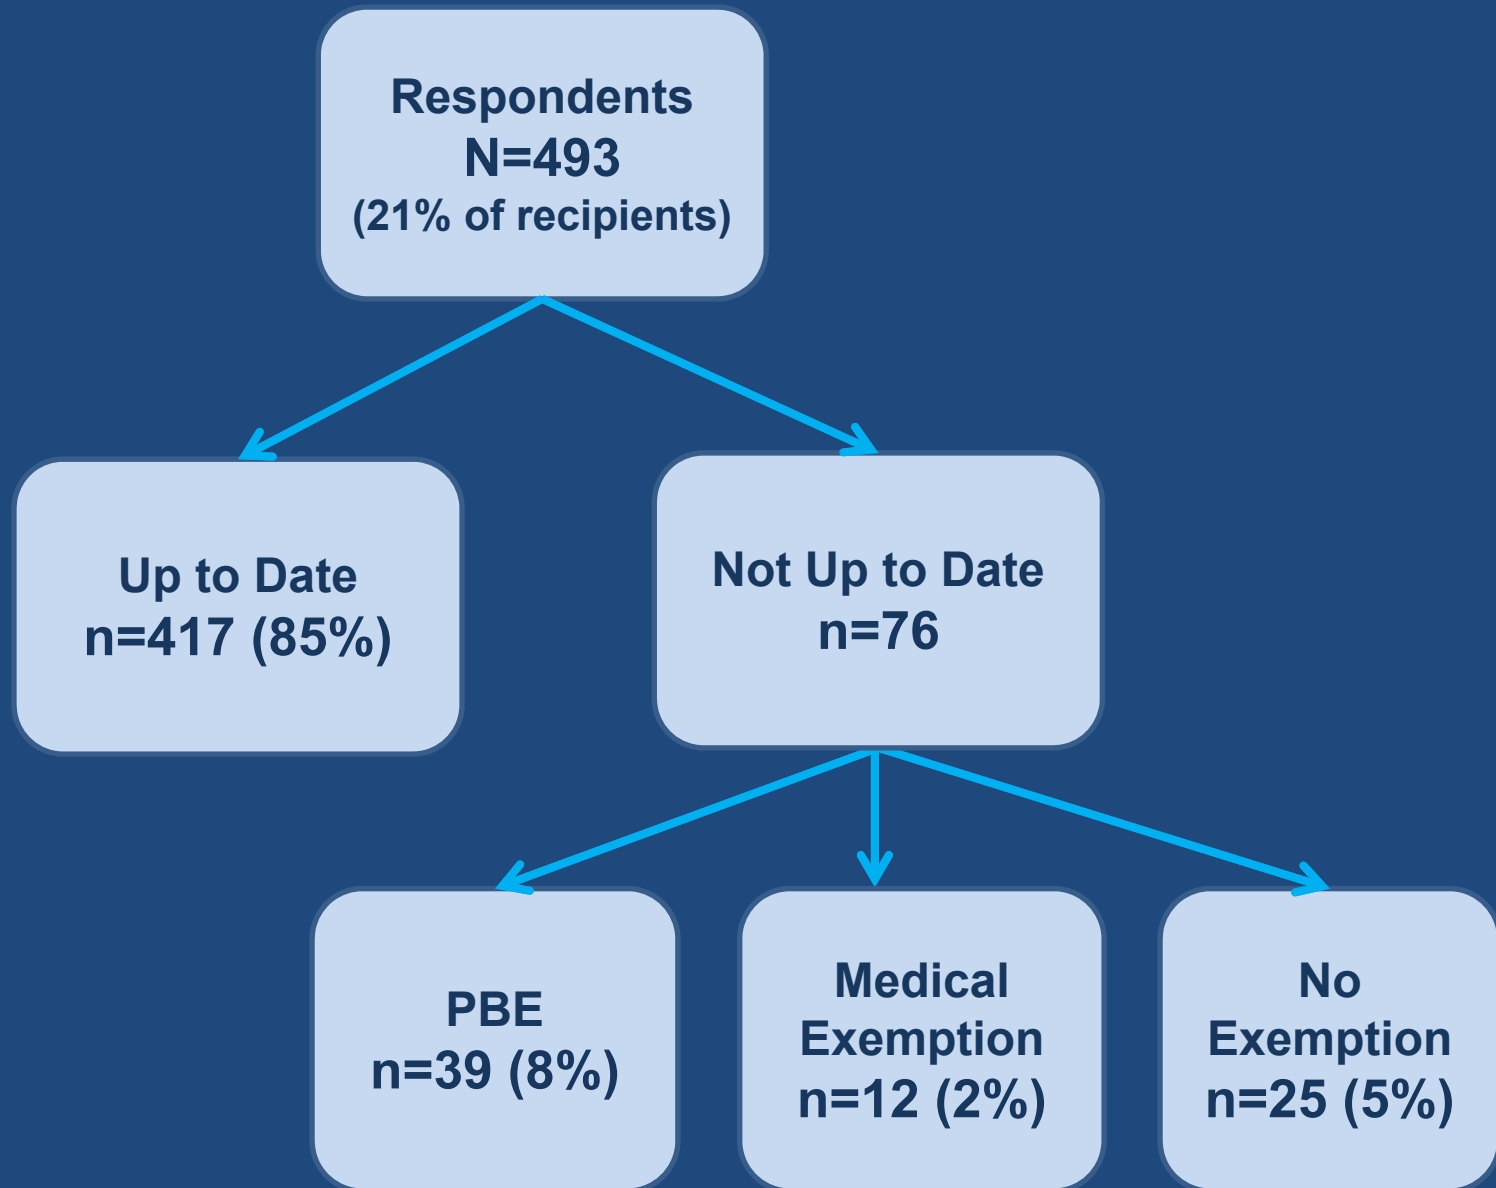 Respondents
N=493
(21% of recipients)
Up to Date
n=417 (85%)
Not Up to Date
n=76
PBE
n=39 (8%)
Medical
Exemption
n=12 (2%)
No
Exemption
n=25 (5%)